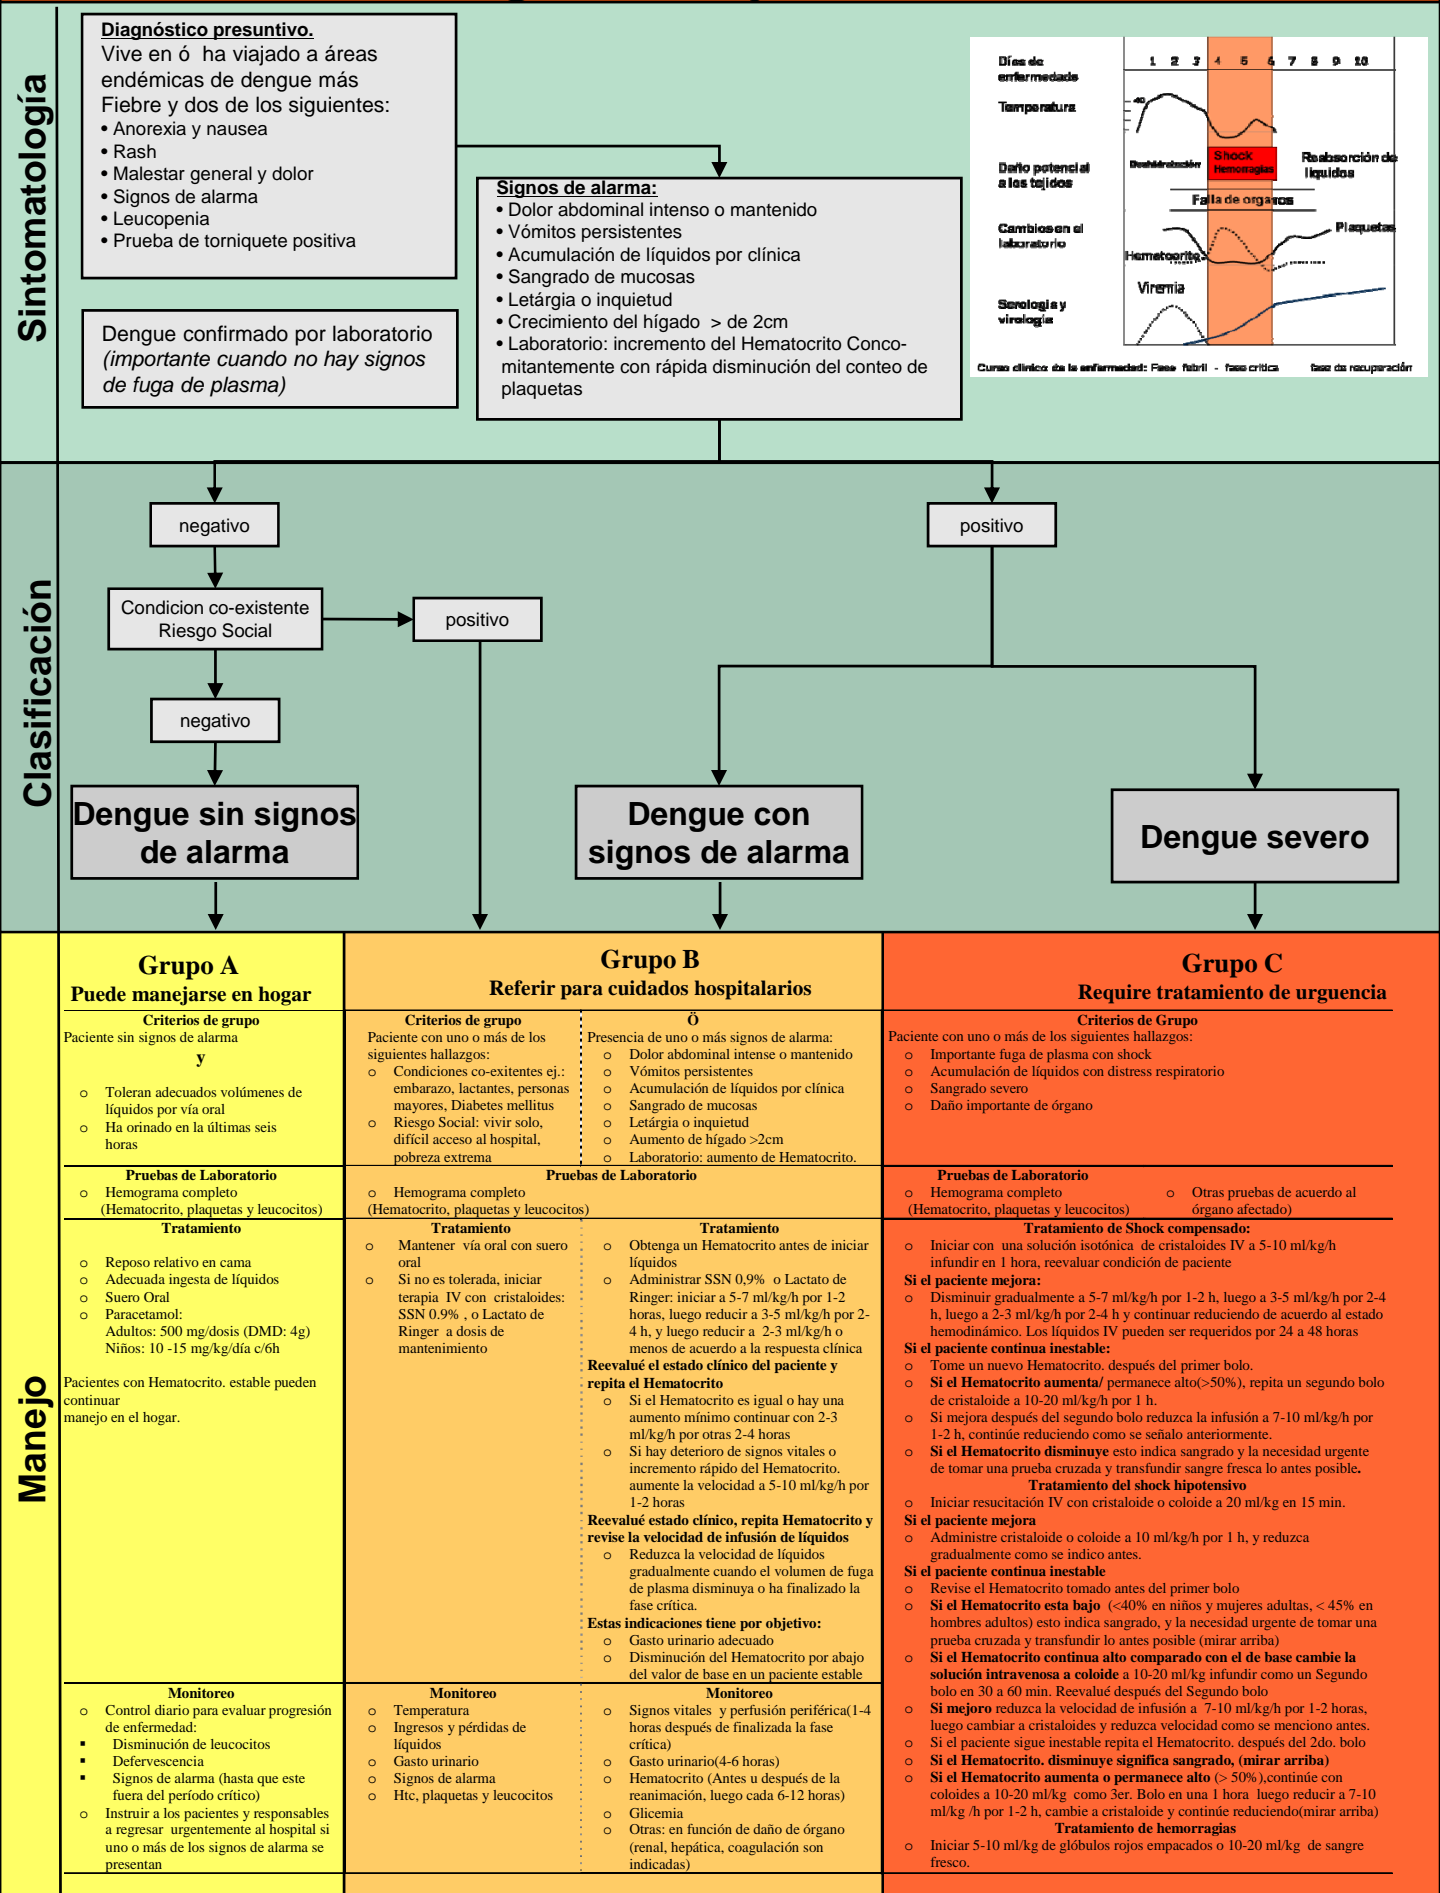 Sintomatología
Diagnóstico presuntivo.
Vive en ó ha viajado a áreas
endémicas de dengue más
Fiebre y dos de los siguientes:
• Anorexia y nausea
• Rash
• Malestar general y dolor
• Signos de alarma
• Leucopenia
• Prueba de torniquete positiva
Dengue confirmado por laboratorio
(importante cuando no hay signos
de fuga de plasma)
Signos de alarma:
• Dolor abdominal intenso o mantenido
• Vómitos persistentes
• Acumulación de líquidos por clínica
• Sangrado de mucosas
• Letárgia o inquietud
• Crecimiento del hígado > de 2cm
• Laboratorio: incremento del Hematocrito Conco-
mitantemente con rápida disminución del conteo de
plaquetas
Días de
enfermedade
1 2 3 4 5 6 7 8 9 10
Temperatura
40
Daño potencial
a los tejidos
Deshidratación
Shock
Hemorragias
Reabsorción de
líquidos
Falla de organos
Cambios en el
laboratorio
Plaquetas
Hematocrito
Viremia
Serología y
virología
Curso clínico de la enfermedad: Fase febril - fase crítica fase de recuperación
Clasificación
negativo
positivo
Condicion co-existente
Riesgo Social
positivo
negativo
Dengue sin signos
de alarma
Dengue con
signos de alarma
Dengue severo
Manejo
Grupo A
Puede manejarse en hogar
Criterios de grupo
Paciente sin signos de alarma
y
o Toleran adecuados volúmenes de
líquidos por vía oral
o Ha orinado en la últimas seis
horas
Pruebas de Laboratorio
o Hemograma completo
(Hematocrito, plaquetas y leucocitos)
Tratamiento
o Reposo relativo en cama
o Adecuada ingesta de líquidos
o Suero Oral
o Paracetamol:
Adultos: 500 mg/dosis (DMD: 4g)
Niños: 10 -15 mg/kg/día c/6h
Pacientes con Hematocrito. estable pueden
continuar
manejo en el hogar.
Monitoreo
o Control diario para evaluar progresión
de enfermedad:
▪ Disminución de leucocitos
▪ Defervescencia
▪ Signos de alarma (hasta que este
fuera del período crítico)
o Instruir a los pacientes y responsables
a regresar urgentemente al hospital si
uno o más de los signos de alarma se
presentan
Grupo B
Referir para cuidados hospitalarios
Criterios de grupo
Paciente con uno o más de los
siguientes hallazgos:
o Condiciones co-exitentes ej.:
embarazo, lactantes, personas
mayores, Diabetes mellitus
o Riesgo Social: vivir solo,
difícil acceso al hospital,
pobreza extrema
Ö
Presencia de uno o más signos de alarma:
o Dolor abdominal intense o mantenido
o Vómitos persistentes
o Acumulación de líquidos por clínica
o Sangrado de mucosas
o Letárgia o inquietud
o Aumento de hígado >2cm
o Laboratorio: aumento de Hematocrito.
Pruebas de Laboratorio
o Hemograma completo
(Hematocrito, plaquetas y leucocitos)
Tratamiento
o Mantener vía oral con suero
oral
o Si no es tolerada, iniciar
terapia IV con cristaloides:
SSN 0.9% , o Lactato de
Ringer a dosis de
mantenimiento
Tratamiento
o Obtenga un Hematocrito antes de iniciar
líquidos
o Administrar SSN 0,9% o Lactato de
Ringer: iniciar a 5-7 ml/kg/h por 1-2
horas, luego reducir a 3-5 ml/kg/h por 2-
4 h, y luego reducir a 2-3 ml/kg/h o
menos de acuerdo a la respuesta clínica
Reevalué el estado clínico del paciente y
repita el Hematocrito
o Si el Hematocrito es igual o hay una
aumento mínimo continuar con 2-3
ml/kg/h por otras 2-4 horas
o Si hay deterioro de signos vitales o
incremento rápido del Hematocrito.
aumente la velocidad a 5-10 ml/kg/h por
1-2 horas
Reevalué estado clínico, repita Hematocrito y
revise la velocidad de infusión de líquidos
o Reduzca la velocidad de líquidos
gradualmente cuando el volumen de fuga
de plasma disminuya o ha finalizado la
fase crítica.
Estas indicaciones tiene por objetivo:
o Gasto urinario adecuado
o Disminución del Hematocrito por abajo
del valor de base en un paciente estable
Monitoreo
o Temperatura
o Ingresos y pérdidas de
líquidos
o Gasto urinario
o Signos de alarma
o Htc, plaquetas y leucocitos
Monitoreo
o Signos vitales y perfusión periférica(1-4
horas después de finalizada la fase
crítica)
o Gasto urinario(4-6 horas)
o Hematocrito (Antes u después de la
reanimación, luego cada 6-12 horas)
o Glicemia
o Otras: en función de daño de órgano
(renal, hepática, coagulación son
indicadas)
Grupo C
Require tratamiento de urguencia
Criterios de Grupo
Paciente con uno o más de los siguientes hallazgos:
o Importante fuga de plasma con shock
o Acumulación de líquidos con distress respiratorio
o Sangrado severo
o Daño importante de órgano
Pruebas de Laboratorio
o Hemograma completo
(Hematocrito, plaquetas y leucocitos)
o Otras pruebas de acuerdo al
órgano afectado)
Tratamiento de Shock compensado:
o Iniciar con una solución isotónica de cristaloides IV a 5-10 ml/kg/h
infundir en 1 hora, reevaluar condición de paciente
Si el paciente mejora:
o Disminuir gradualmente a 5-7 ml/kg/h por 1-2 h, luego a 3-5 ml/kg/h por 2-4
h, luego a 2-3 ml/kg/h por 2-4 h y continuar reduciendo de acuerdo al estado
hemodinámico. Los líquidos IV pueden ser requeridos por 24 a 48 horas
Si el paciente continua inestable:
o Tome un nuevo Hematocrito. después del primer bolo.
o Si el Hematocrito aumenta/ permanece alto(>50%), repita un segundo bolo
de cristaloide a 10-20 ml/kg/h por 1 h.
o Si mejora después del segundo bolo reduzca la infusión a 7-10 ml/kg/h por
1-2 h, continúe reduciendo como se señalo anteriormente.
o Si el Hematocrito disminuye esto indica sangrado y la necesidad urgente
de tomar una prueba cruzada y transfundir sangre fresca lo antes posible.
Tratamiento del shock hipotensivo
o Iniciar resucitación IV con cristaloide o coloide a 20 ml/kg en 15 min.
Si el paciente mejora
o Administre cristaloide o coloide a 10 ml/kg/h por 1 h, y reduzca
gradualmente como se indico antes.
Si el paciente continua inestable
o Revise el Hematocrito tomado antes del primer bolo
o Si el Hematocrito esta bajo (<40% en niños y mujeres adultas, < 45% en
hombres adultos) esto indica sangrado, y la necesidad urgente de tomar una
prueba cruzada y transfundir lo antes posible (mirar arriba)
o Si el Hematocrito continua alto comparado con el de base cambie la
solución intravenosa a coloide a 10-20 ml/kg infundir como un Segundo
bolo en 30 a 60 min. Reevalué después del Segundo bolo
o Si mejoro reduzca la velocidad de infusión a 7-10 ml/kg/h por 1-2 horas,
luego cambiar a cristaloides y reduzca velocidad como se menciono antes.
o Si el paciente sigue inestable repita el Hematocrito. después del 2do. bolo
o Si el Hematocrito. disminuye significa sangrado, (mirar arriba)
o Si el Hematocrito aumenta o permanece alto (> 50%),continúe con
coloides a 10-20 ml/kg como 3er. Bolo en una 1 hora luego reducir a 7-10
ml/kg /h por 1-2 h, cambie a cristaloide y continúe reduciendo(mirar arriba)
Tratamiento de hemorragias
o Iniciar 5-10 ml/kg de glóbulos rojos empacados o 10-20 ml/kg de sangre
fresco.